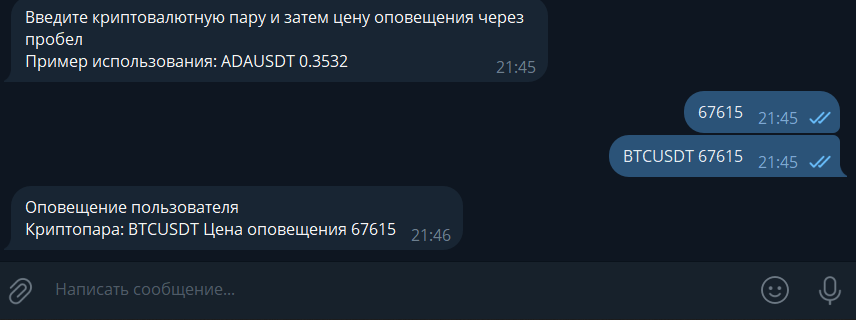 Введите криптовалютную пару и затем цену оповещения через
пробел
Пример использования: ADAUSDT 0.3532
21:45
67615 21:45
BTCUSDT 67615 21:45
Оповещение пользователя
Криптопара: BTCUSDT Цена оповещения 67615 21:46
Написать сообщение...